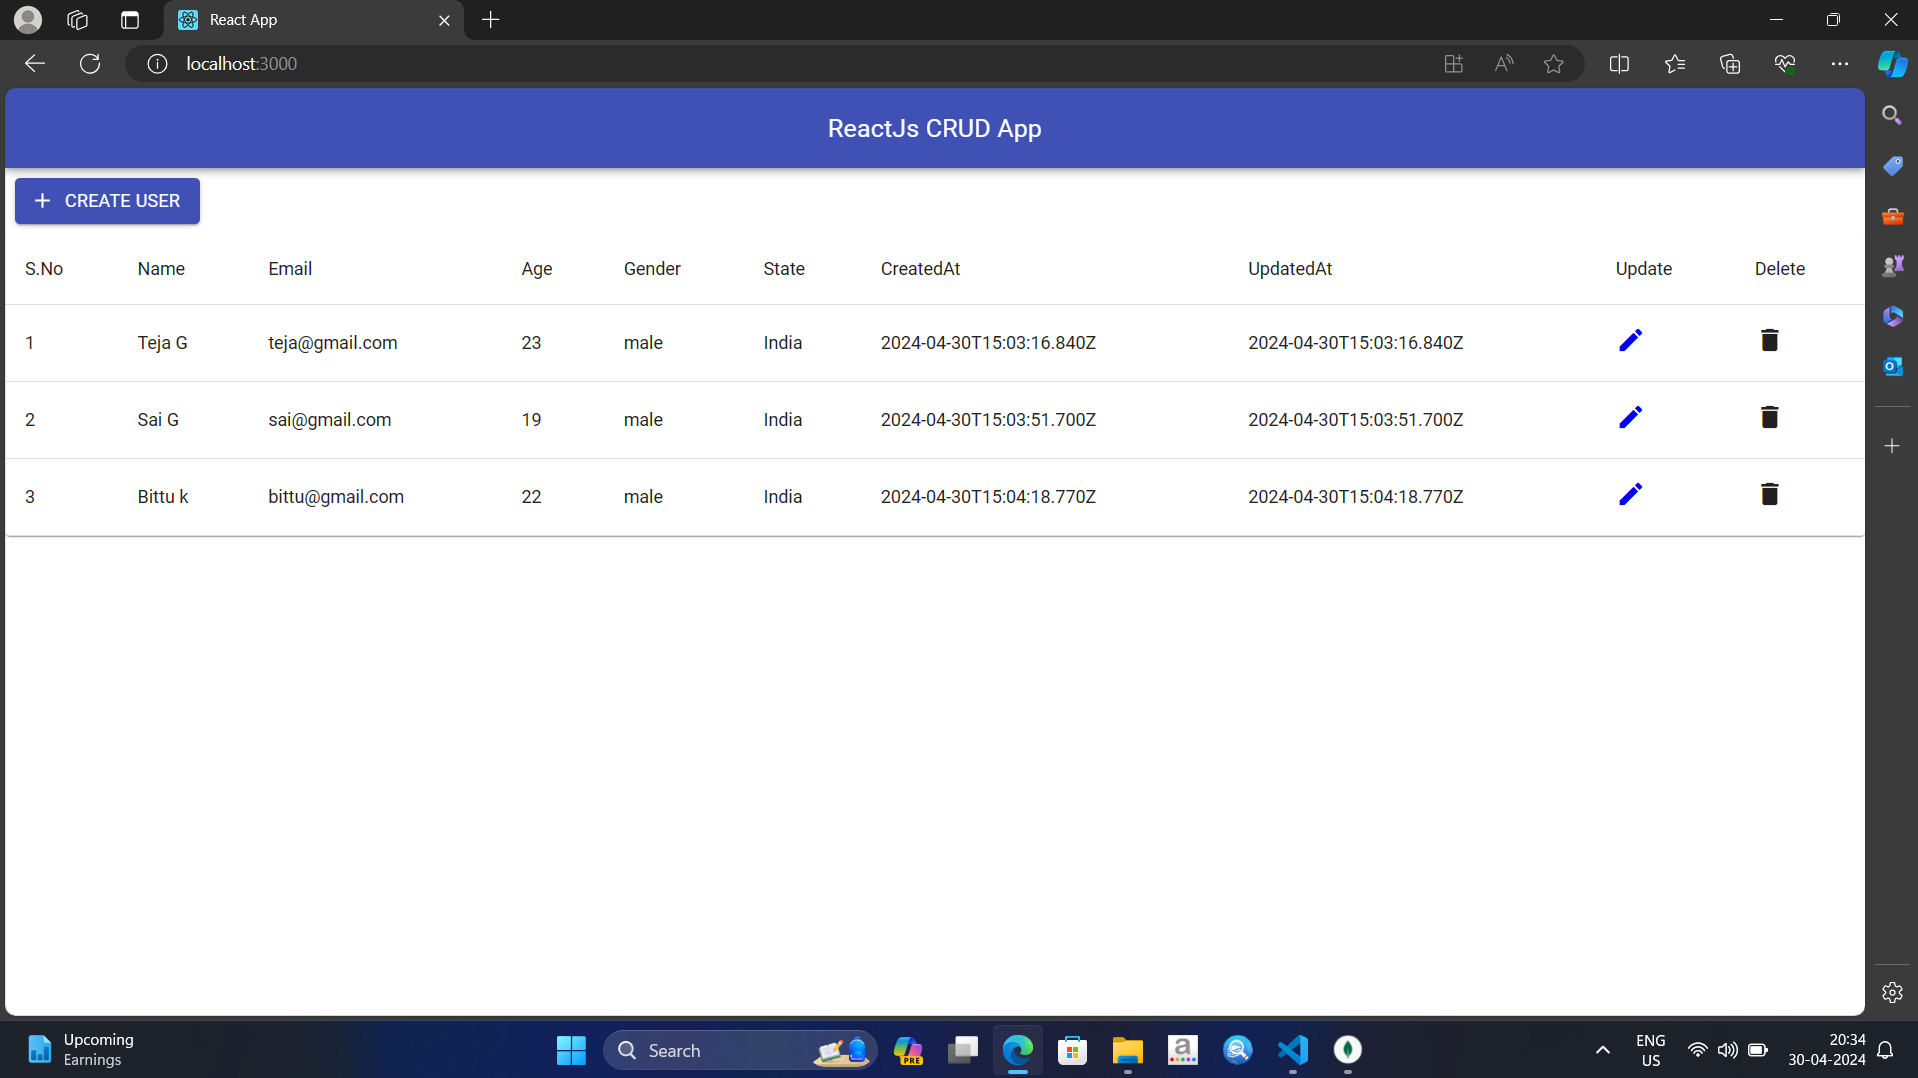 React App
localhost:3000
ReactJs CRUD App
+ CREATE USER
S.No Name Email Age Gender State CreatedAt UpdatedAt Update Delete
1 Teja G teja@gmail.com 23 male India 2024-04-30T15:03:16.840Z 2024-04-30T15:03:16.840Z
2 Sai G sai@gmail.com 19 male India 2024-04-30T15:03:51.700Z 2024-04-30T15:03:51.700Z
3 Bittu k bittu@gmail.com 22 male India 2024-04-30T15:04:18.770Z 2024-04-30T15:04:18.770Z
Upcoming
Earnings
Search
PRE
a
ENG
US
20:34
30-04-2024